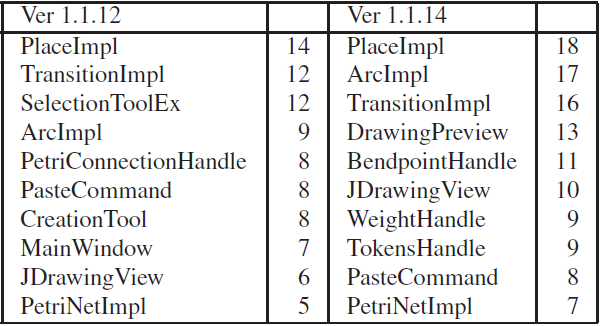 Ver 1.1.12 Ver 1.1.14
PlaceImpl 14 PlaceImpl 18
TransitionImpl 12 ArcImpl 17
SelectionToolEx 12 TransitionImpl 16
ArcImpl 9 DrawingPreview 13
PetriConnectionHandle 8 BendpointHandle 11
PasteCommand 8 JDrawingView 10
CreationTool 8 WeightHandle 9
MainWindow 7 TokensHandle 9
JDrawingView 6 PasteCommand 8
PetriNetImpl 5 PetriNetImpl 7